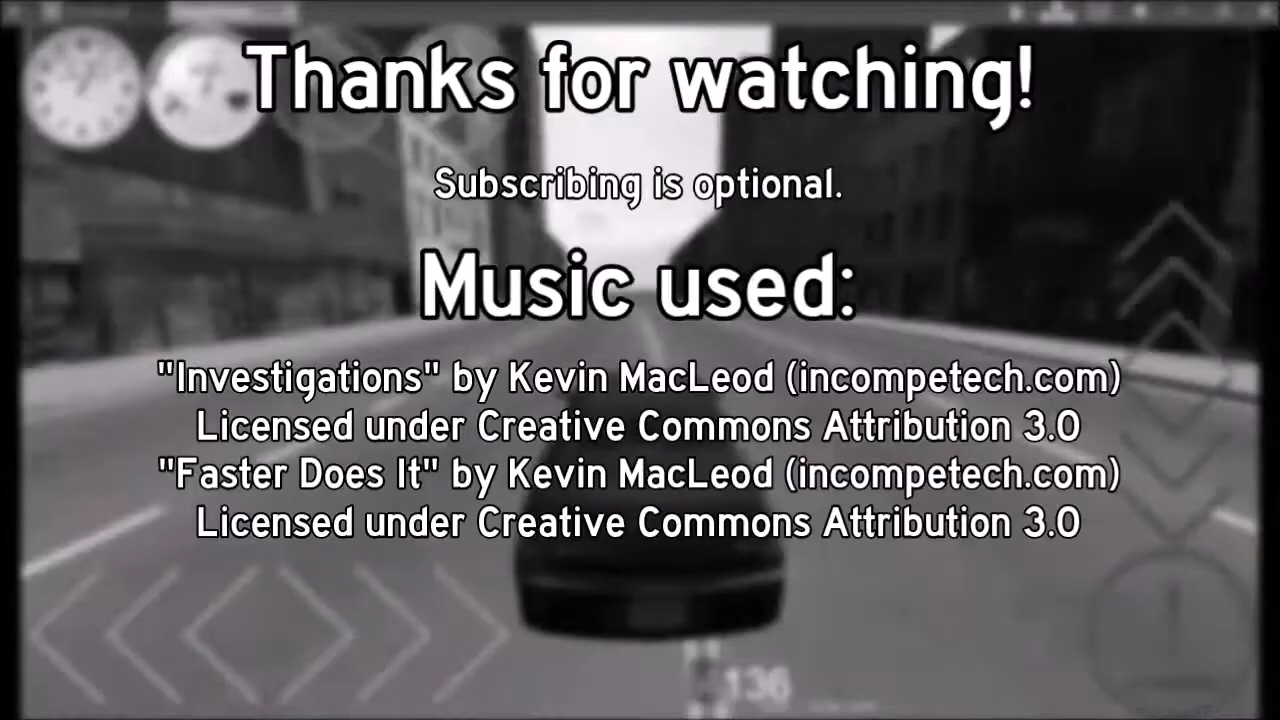 Thanks for watching!
Subscribing is optional.
Music used:
"Investigations" by Kevin MacLeod (incompetech.com)
Licensed under Creative Commons Attribution 3.0
"Faster Does It" by Kevin MacLeod (incompetech.com)
Licensed under Creative Commons Attribution 3.0
136